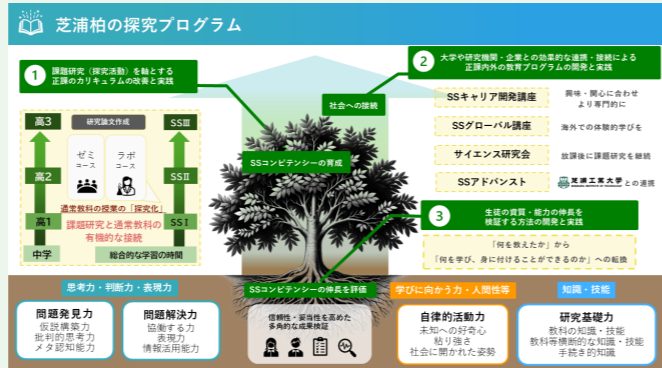 芝浦柏の探究プログラム
1
課題研究（探究活動）を軸とする
正課のカリキュラムの改善と実践
2
大学や研究機関・企業との効果的な連携・接続による
正課内外の教育プログラムの開発と実践
社会への接続
SSキャリア開発講座
興味・関心に合わせ
より専門的に
SSグローバル講座
海外での体験的学びを
サイエンス研究会
放課後に課題研究を継続
SSアドバンスト
芝浦工業大学との連携
高3
研究論文作成
SSⅢ
ゼミ
コース
ラボ
コース
高2
SSⅡ
通常教科の授業の「探究化」
高1
課題研究と通常教科の
有機的な接続
SSⅠ
中学
総合的な学習の時間
SSコンピテンシーの育成
3
生徒の資質・能力の伸長を
検証する方法の開発と実践
「何を教えたか」から
「何を学び、身に付けることができるのか」への転換
思考力・判断力・表現力
SSコンピテンシーの伸長を評価
学びに向かう力・人間性等
知識・技能
問題発見力
仮説構築力
批判的思考力
メタ認知能力
問題解決力
協働する力
表現力
情報活用能力
信頼性・妥当性を高めた
多角的な成果検証
自律的活動力
未知への好奇心
粘り強さ
社会に開かれた姿勢
研究基礎力
教科の知識・技能
教科等横断的な知識・技能
手続き的知識